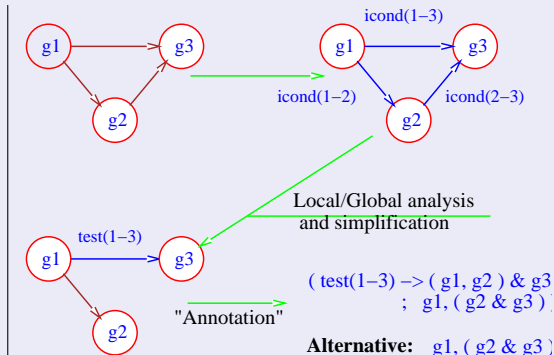 icond(1−3)
g1
g3
g1
g3
icond(1−2)
icond(2−3)
g2
g2
Local/Global analysis
and simplification
test(1−3)
g1
g3
( test(1−3) −> ( g1, g2 ) & g3
; g1, ( g2 & g3 ) )
"Annotation"
g2
Alternative: g1, ( g2 & g3 )